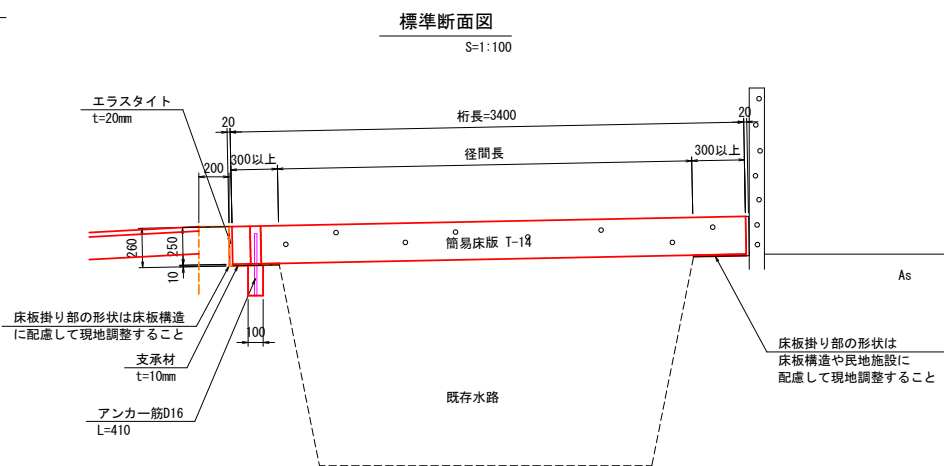 標準断面図
S=1:100
エラスタイト
t=20mm
20
桁長=3400
20
300以上
径間長
300以上
200
260
250
10
簡易床版 T-14
As
床板掛り部の形状は床板構造
に配慮して現地調整すること
100
支承材
t=10mm
床板掛り部の形状は
床板構造や民地施設に
配慮して現地調整すること
アンカー筋D16
L=410
既存水路